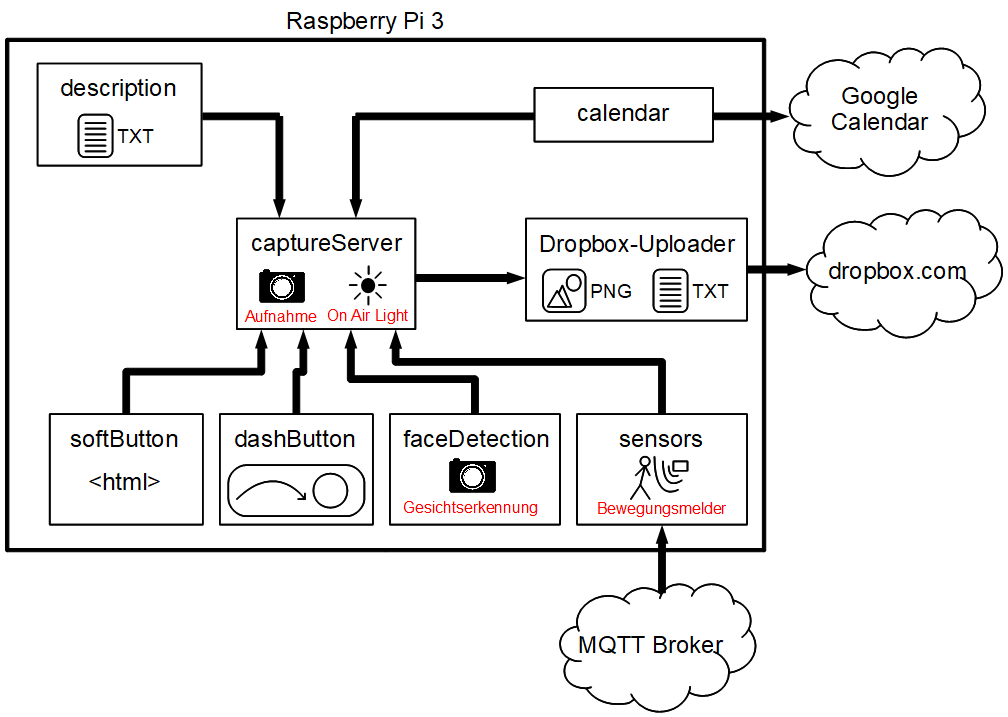 Raspberry Pi 3
description
TXT
calendar
Google
Calendar
captureServer
Aufnahme
On Air Light
Dropbox-Uploader
PNG
TXT
dropbox.com
softButton
<html>
dashButton
faceDetection
Gesichtserkennung
sensors
Bewegungsmelder
MQTT Broker